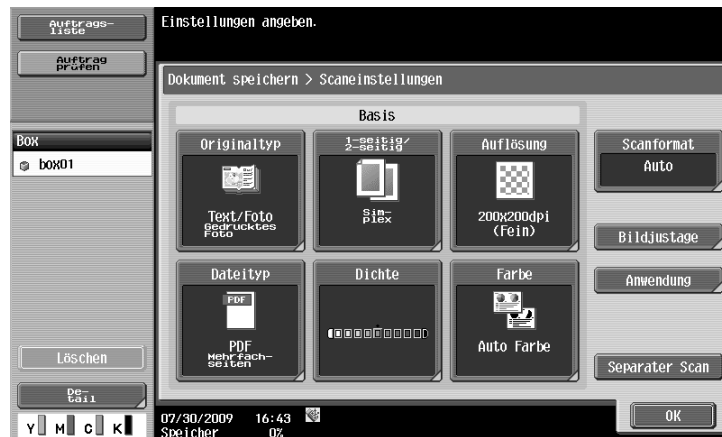 Auftrags-
liste
Auftrag
prüfen
Einstellungen angeben.
Dokument speichern > Scaneinstellungen
Box
box01
Löschen
De-
tail
Y M C K
Basis
Originaltyp
Text/Foto
Gedrucktes
Foto
1-seitig/
2-seitig
Sim-
plex
Auflösung
200x200dpi
(Fein)
Dateityp
PDF
PDF
Mehrfach-
seiten
Dichte
Farbe
Auto Farbe
Scanformat
Auto
Bildjustage
Anwendung
Separater Scan
07/30/2009 16:43
Speicher 0%
OK